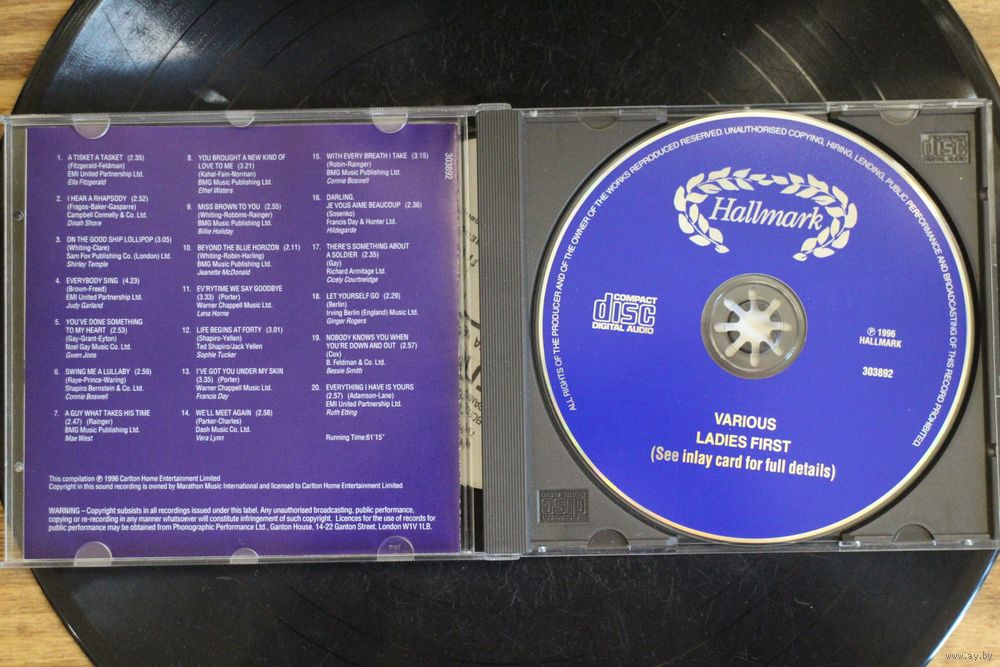 1. A TISKET A TASKET (2.35)
(Fitzgerald-Feldman)
EMI United Partnership Ltd.
Ella Fitzgerald
2. I HEAR A RHAPSODY (2.52)
(Fragos-Baker-Gasparre)
Campbell Connelly & Co. Ltd.
Dinah Shore
3. ON THE GOOD SHIP LOLLIPOP (3.05)
(Whiting-Clare)
Sam Fox Publishing Co. (London) Ltd.
Shirley Temple
4. EVERYBODY SING (4.23)
(Brown-Freed)
EMI United Partnership Ltd.
Judy Garland
5. YOU'VE DONE SOMETHING
TO MY HEART (2.53)
(Gay-Grant-Eyton)
Noel Gay Music Co. Ltd.
Gwen Jons
6. SWING ME A LULLABY (2.59)
(Raye-Prince-Waring)
Shapiro Bernstein & Co. Ltd.
Connie Boswell
7. A GUY WHAT TAKES HIS TIME
(2.47) (Rainger)
BMG Music Publishing Ltd.
Mae West
8. YOU BROUGHT A NEW KIND OF
LOVE TO ME (3.21)
(Kahal-Fain-Norman)
BMG Music Publishing Ltd.
Ethel Waters
9. MISS BROWN TO YOU (2.55)
(Whiting-Robbins-Rainger)
BMG Music Publishing Ltd.
Billie Holiday
10. BEYOND THE BLUE HORIZON (2.11)
(Whiting-Robin-Harling)
BMG Music Publishing Ltd.
Jeanette McDonald
11. EV'RYTIME WE SAY GOODBYE
(3.33) (Porter)
Warner Chappell Music Ltd.
Lena Horne
12. LIFE BEGINS AT FORTY (3.01)
(Shapiro-Yellen)
Ted Shapiro/Jack Yellen
Sophie Tucker
13. I'VE GOT YOU UNDER MY SKIN
(3.35) (Porter)
Warner Chappell Music Ltd.
Francis Day
14. WE'LL MEET AGAIN (2.58)
(Parker-Charles)
Dash Music Co. Ltd.
Vera Lynn
15. WITH EVERY BREATH I TAKE (3.15)
(Robin-Rainger)
BMG Music Publishing Ltd.
Connie Boswell
16. DARLING,
JE VOUS AIME BEAUCOUP (2.36)
(Sosenko)
Francis Day & Hunter Ltd.
Hildegarde
17. THERE'S SOMETHING ABOUT
A SOLDIER (2.35)
(Gay)
Richard Armitage Ltd.
Cicely Courtneidge
18. LET YOURSELF GO (2.29)
(Berlin)
Irving Berlin (England) Music Ltd.
Ginger Rogers
19. NOBODY KNOWS YOU WHEN
YOU'RE DOWN AND OUT (2.57)
(Cox)
B. Feldman & Co. Ltd.
Bessie Smith
20. EVERYTHING I HAVE IS YOURS
(2.57) (Adamson-Lane)
EMI United Partnership Ltd.
Ruth Etting
Running Time:61'15"
This compilation ℗ 1996 Carlton Home Entertainment Limited
Copyright in this sound recording is owned by Marathon Music International and licensed to Carlton Home Entertainment Limited
WARNING – Copyright subsists in all recordings issued under this label. Any unauthorised broadcasting, public performance,
copying or re-recording in any manner whatsoever will constitute infringement of such copyright. Licences for the use of records for
public performance may be obtained from Phonographic Performance Ltd., Ganton House, 14-22 Ganton Street, London W1V 1LB.
303892
ALL RIGHTS OF THE PRODUCER AND OF THE OWNER OF THE WORKS REPRODUCED RESERVED. UNAUTHORISED COPYING, HIRING, LENDING, PUBLIC PERFORMANCE AND BROADCASTING OF THIS RECORD PROHIBITED.
Hallmark
COMPACT
disc
DIGITAL AUDIO
℗ 1996
HALLMARK
303892
VARIOUS
LADIES FIRST
(See inlay card for full details)
COMPACT
disc
DIGITAL AUDIO
disc
www.ay.by